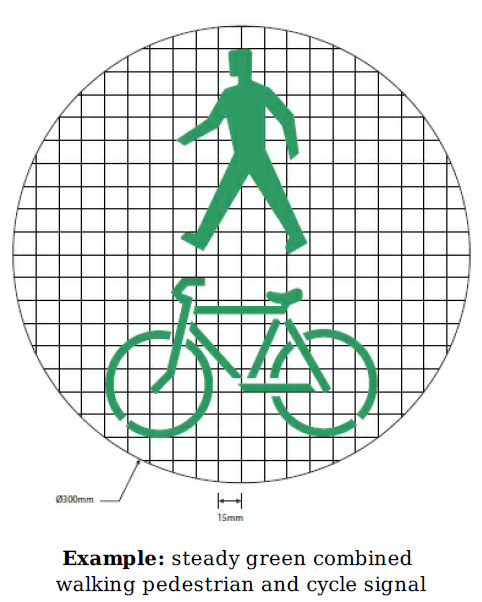 Ø300mm
15mm
Example: steady green combined
walking pedestrian and cycle signal